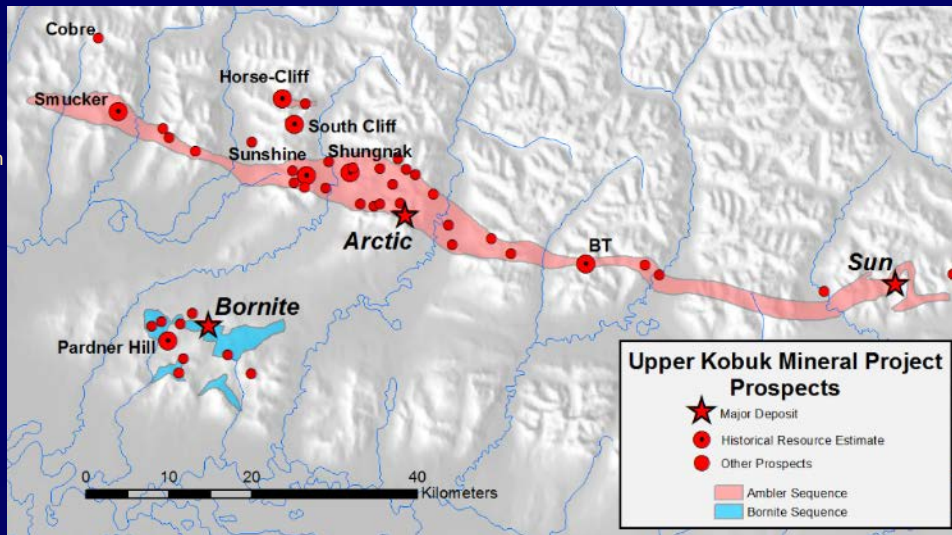 Cobre
Horse-Cliff
Smucker
South Cliff
Sunshine
Shungnak
Arctic
BT
Sun
Bornite
Pardner Hill
Upper Kobuk Mineral Project
Prospects
Major Deposit
Historical Resource Estimate
Other Prospects
Ambler Sequence
Bornite Sequence
0 10 20 40
Kilometers